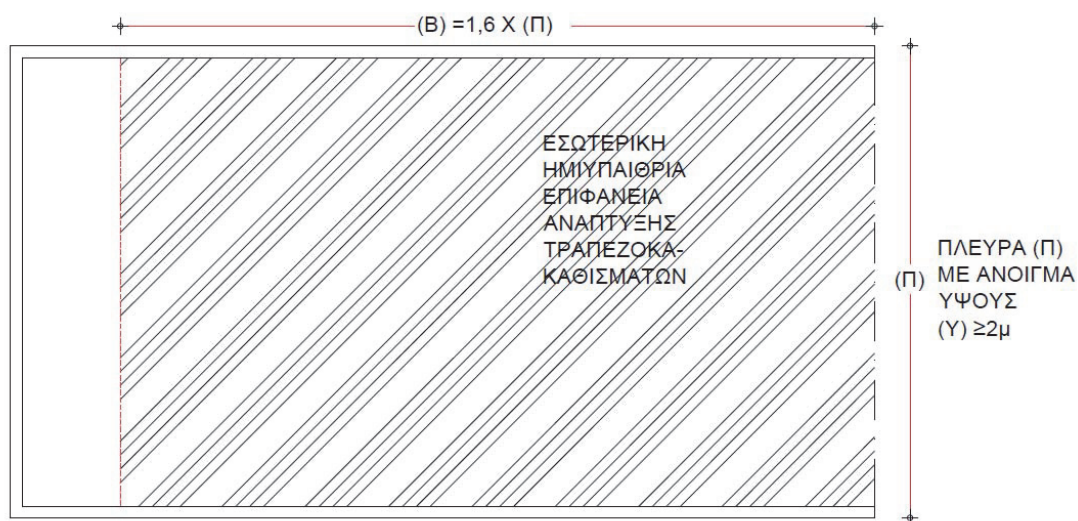 (Β) =1,6 Χ (Π)
ΕΣΩΤΕΡΙΚΗ
ΗΜΙΥΠΑΙΘΡΙΑ
ΕΠΙΦΑΝΕΙΑ
ΑΝΑΠΤΥΞΗΣ
ΤΡΑΠΕΖΟΚΑ-
ΚΑΘΙΣΜΑΤΩΝ
(Π)
ΠΛΕΥΡΑ (Π)
ΜΕ ΑΝΟΙΓΜΑ
ΥΨΟΥΣ
(Υ) ≥2μ